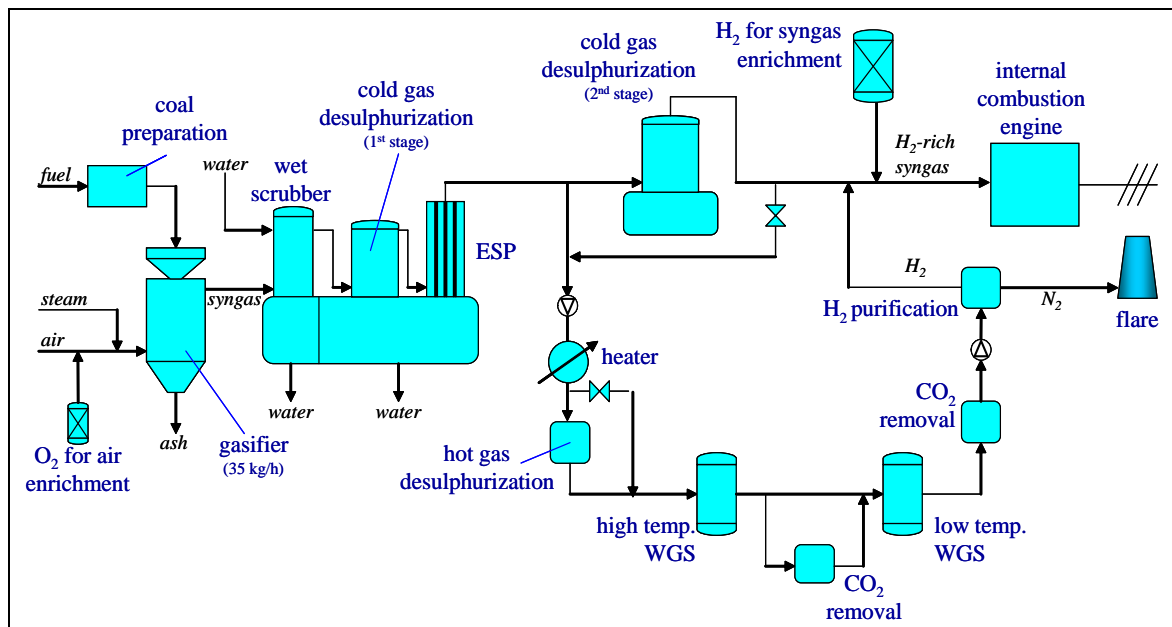 H₂ for syngas
enrichment
cold gas
desulphurization
(2nd stage)
internal
combustion
engine
cold gas
desulphurization
(1st stage)
coal
preparation
water
wet
scrubber
fuel
H₂-rich
syngas
ESP
steam
syngas
air
H₂
N₂
H₂ purification
flare
heater
water
water
ash
gasifier
(35 kg/h)
O₂ for air
enrichment
CO₂
removal
hot gas
desulphurization
high temp.
WGS
low temp.
WGS
CO₂
removal